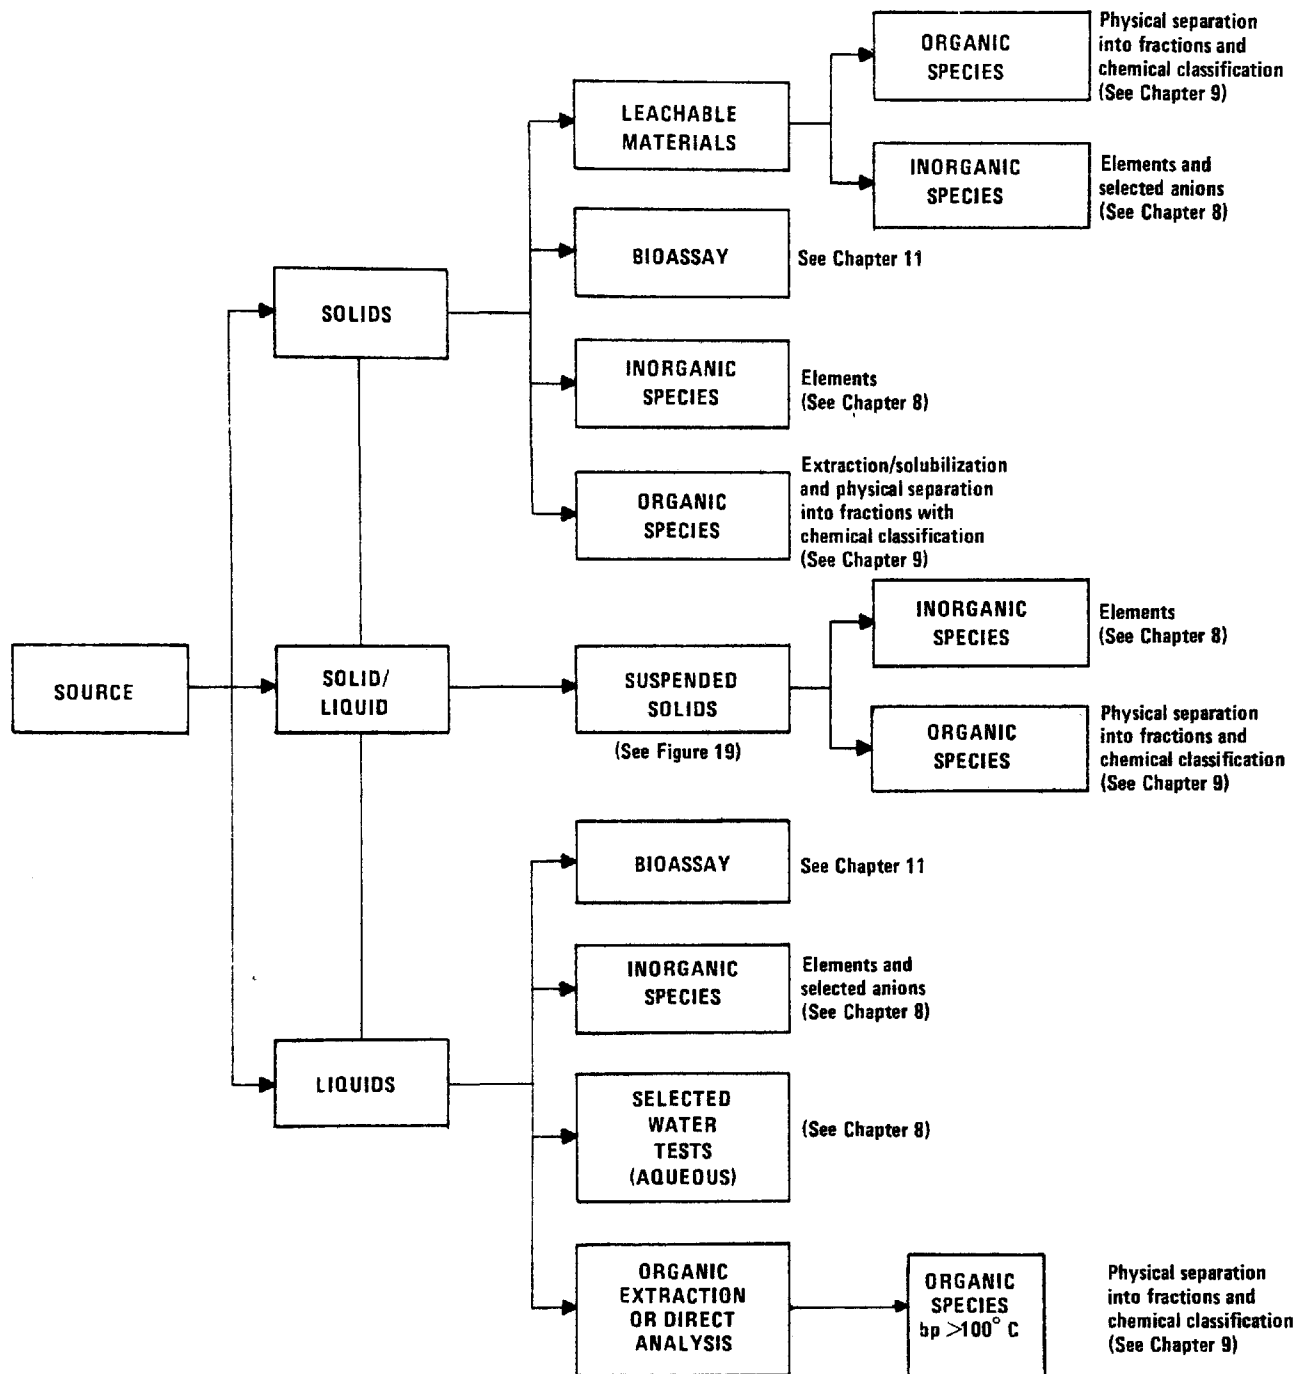 ORGANIC
SPECIES
Physical separation
into fractions and
chemical classification
(See Chapter 9)
LEACHABLE
MATERIALS
INORGANIC
SPECIES
Elements and
selected anions
(See Chapter 8)
BIOASSAY
See Chapter 11
SOLIDS
INORGANIC
SPECIES
Elements
(See Chapter 8)
ORGANIC
SPECIES
Extraction/solubilization
and physical separation
into fractions with
chemical classification
(See Chapter 9)
INORGANIC
SPECIES
Elements
(See Chapter 8)
SOURCE
SOLID/
LIQUID
SUSPENDED
SOLIDS
(See Figure 19)
ORGANIC
SPECIES
Physical separation
into fractions and
chemical classification
(See Chapter 9)
BIOASSAY
See Chapter 11
INORGANIC
SPECIES
Elements and
selected anions
(See Chapter 8)
LIQUIDS
SELECTED
WATER
TESTS
(AQUEOUS)
(See Chapter 8)
ORGANIC
EXTRACTION
OR DIRECT
ANALYSIS
ORGANIC
SPECIES
bp >100° C
Physical separation
into fractions and
chemical classification
(See Chapter 9)